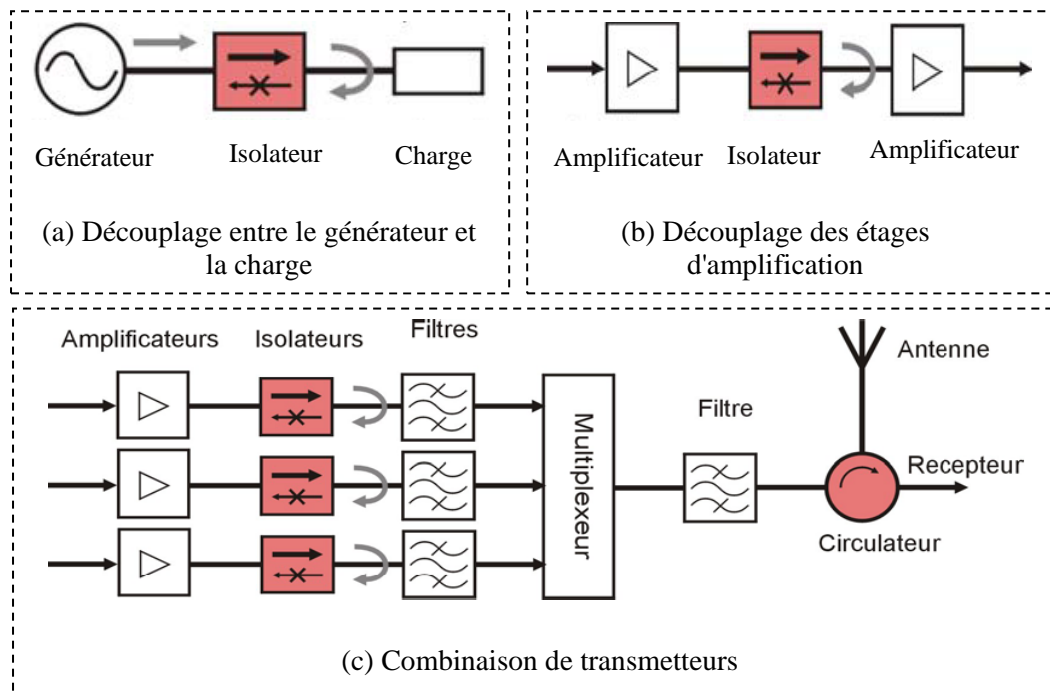 Générateur
Isolateur
Charge
(a) Découplage entre le générateur et
la charge
Amplificateur
Isolateur
Amplificateur
(b) Découplage des étages
d'amplification
Amplificateurs
Isolateurs
Filtres
Multiplexeur
Filtre
Antenne
Recepteur
Circulateur
(c) Combinaison de transmetteurs